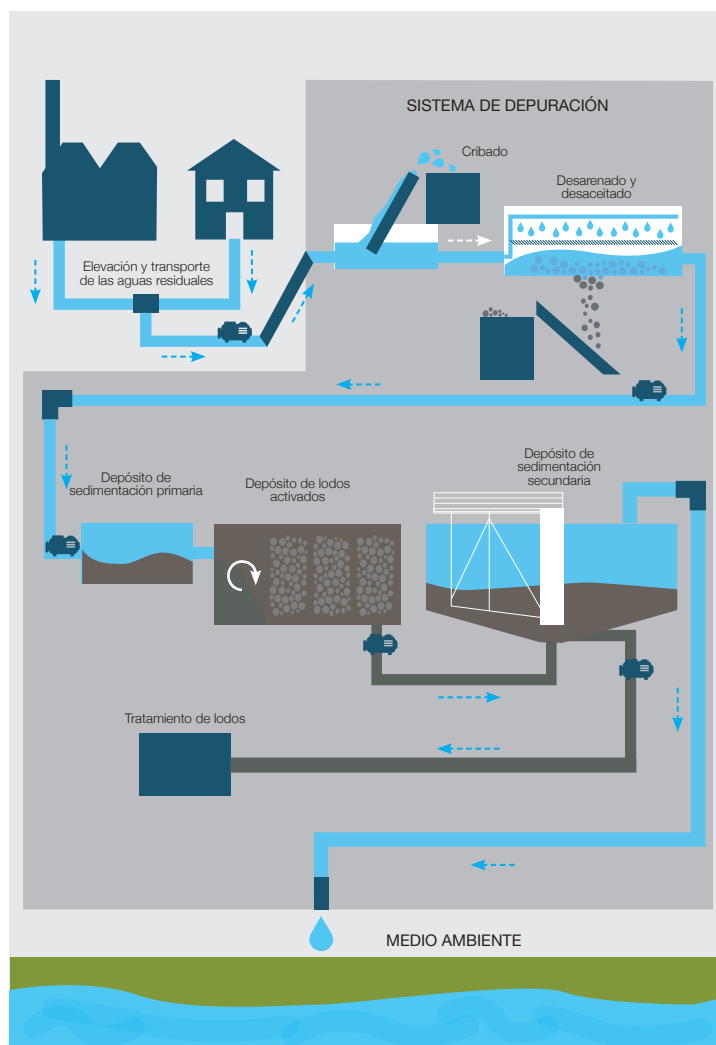 SISTEMA DE DEPURACIÓN
Cribado
Desarenado y
desaceitado
Elevación y transporte
de las aguas residuales
Depósito de
sedimentación primaria
Depósito de lodos
activados
Depósito de
sedimentación
secundaria
Tratamiento de lodos
MEDIO AMBIENTE